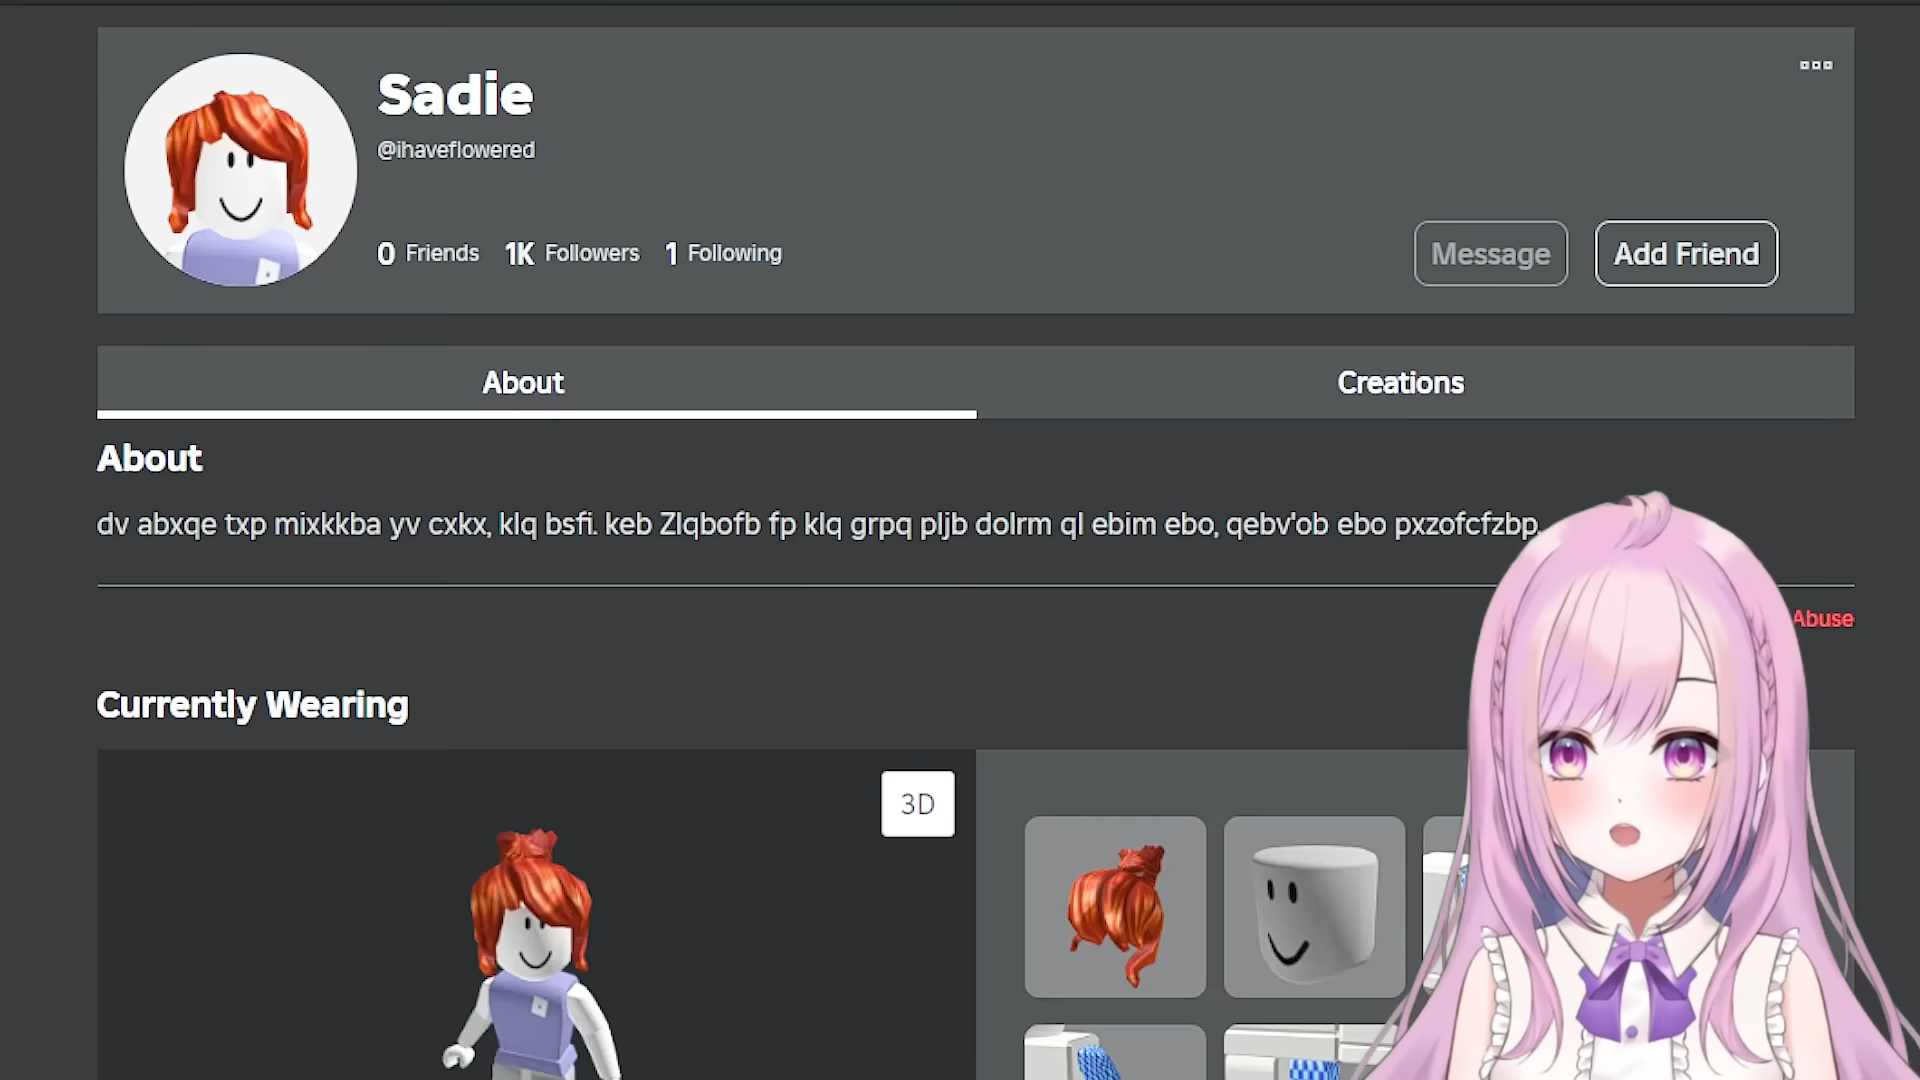 Sadie
@ihaveflowered
0 Friends 1K Followers 1 Following
Message
Add Friend
About
Creations
About
dv abxqe txp mixkkba yv cxkx, klq bsfi. keb Zlqbofb fp klq grpq pljb dolrm ql ebim ebo, qebv'ob ebo pxzofcfzbp.
Abuse
Currently Wearing
3D